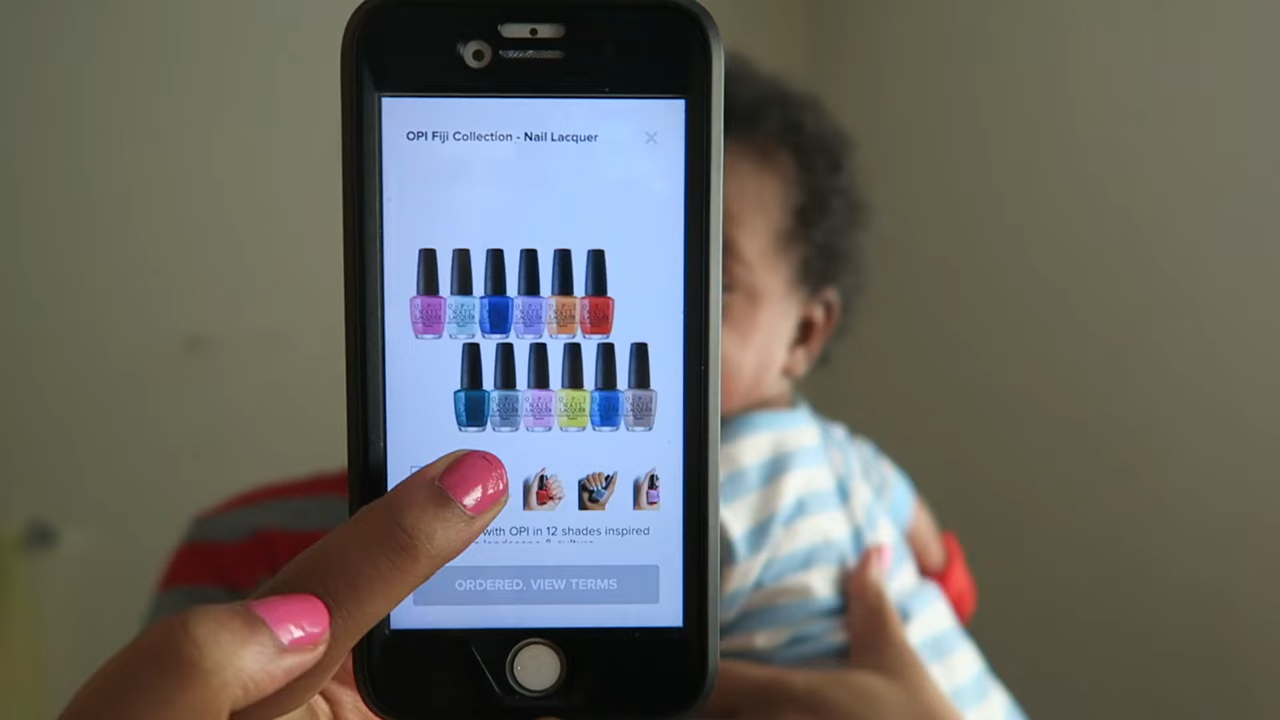 OPI Fiji Collection - Nail Lacquer
with OPI in 12 shades inspired
ORDERED. VIEW TERMS